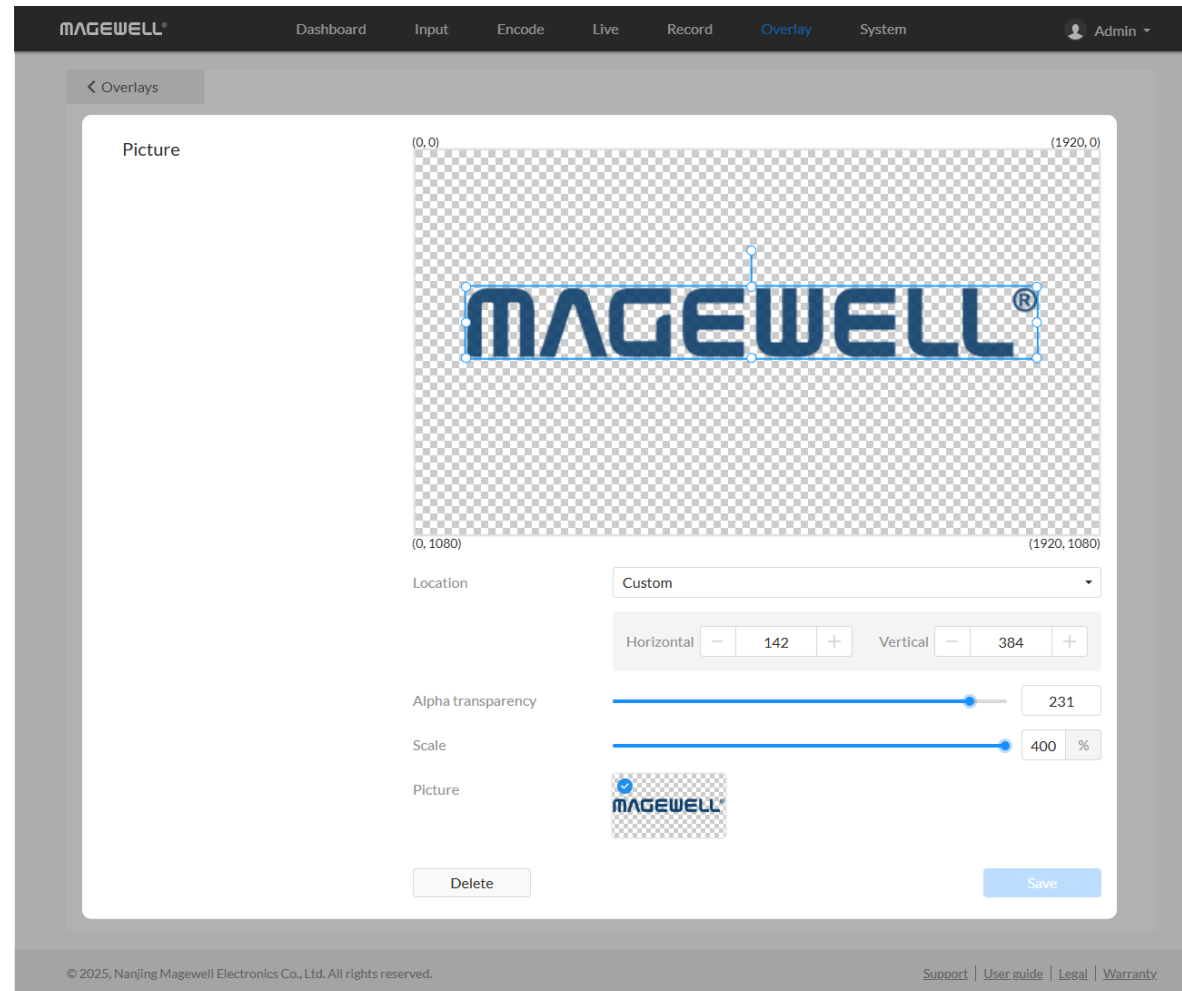 MAGEWELL® Dashboard Input Encode Live Record Overlay System Admin
Overlays
Picture
(0, 0) (1920, 0)
MAGEWELL®
(0, 1080) (1920, 1080)
Location Custom
Horizontal − 142 + Vertical − 384 +
Alpha transparency 231
Scale 400 %
Picture MAGEWELL®
Delete Save
© 2025, Nanjing Magewell Electronics Co., Ltd. All rights reserved. Support | User guide | Legal | Warranty